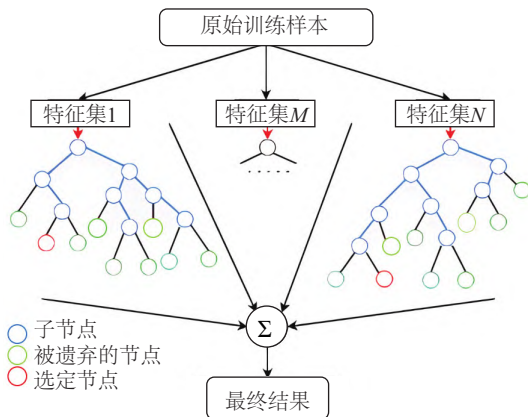 原始训练样本
特征集1
特征集M
特征集N
.....
Σ
子节点
被遗弃的节点
选定节点
最终结果